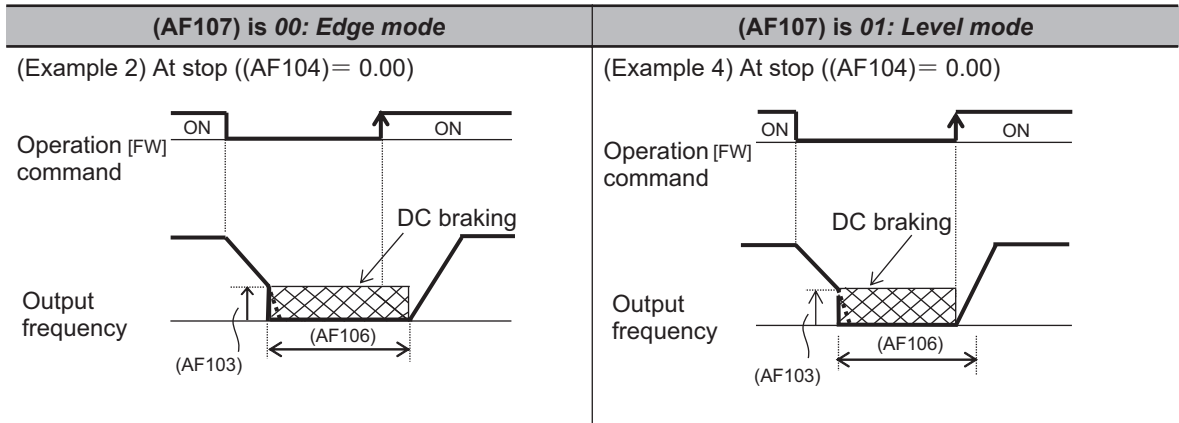 (AF107) is 00: Edge mode
(Example 2) At stop ((AF104)= 0.00)
ON
ON
Operation [FW]
command
DC braking
Output
frequency
(AF106)
(AF103)
(AF107) is 01: Level mode
(Example 4) At stop ((AF104)= 0.00)
ON
ON
Operation [FW]
command
DC braking
Output
frequency
(AF106)
(AF103)